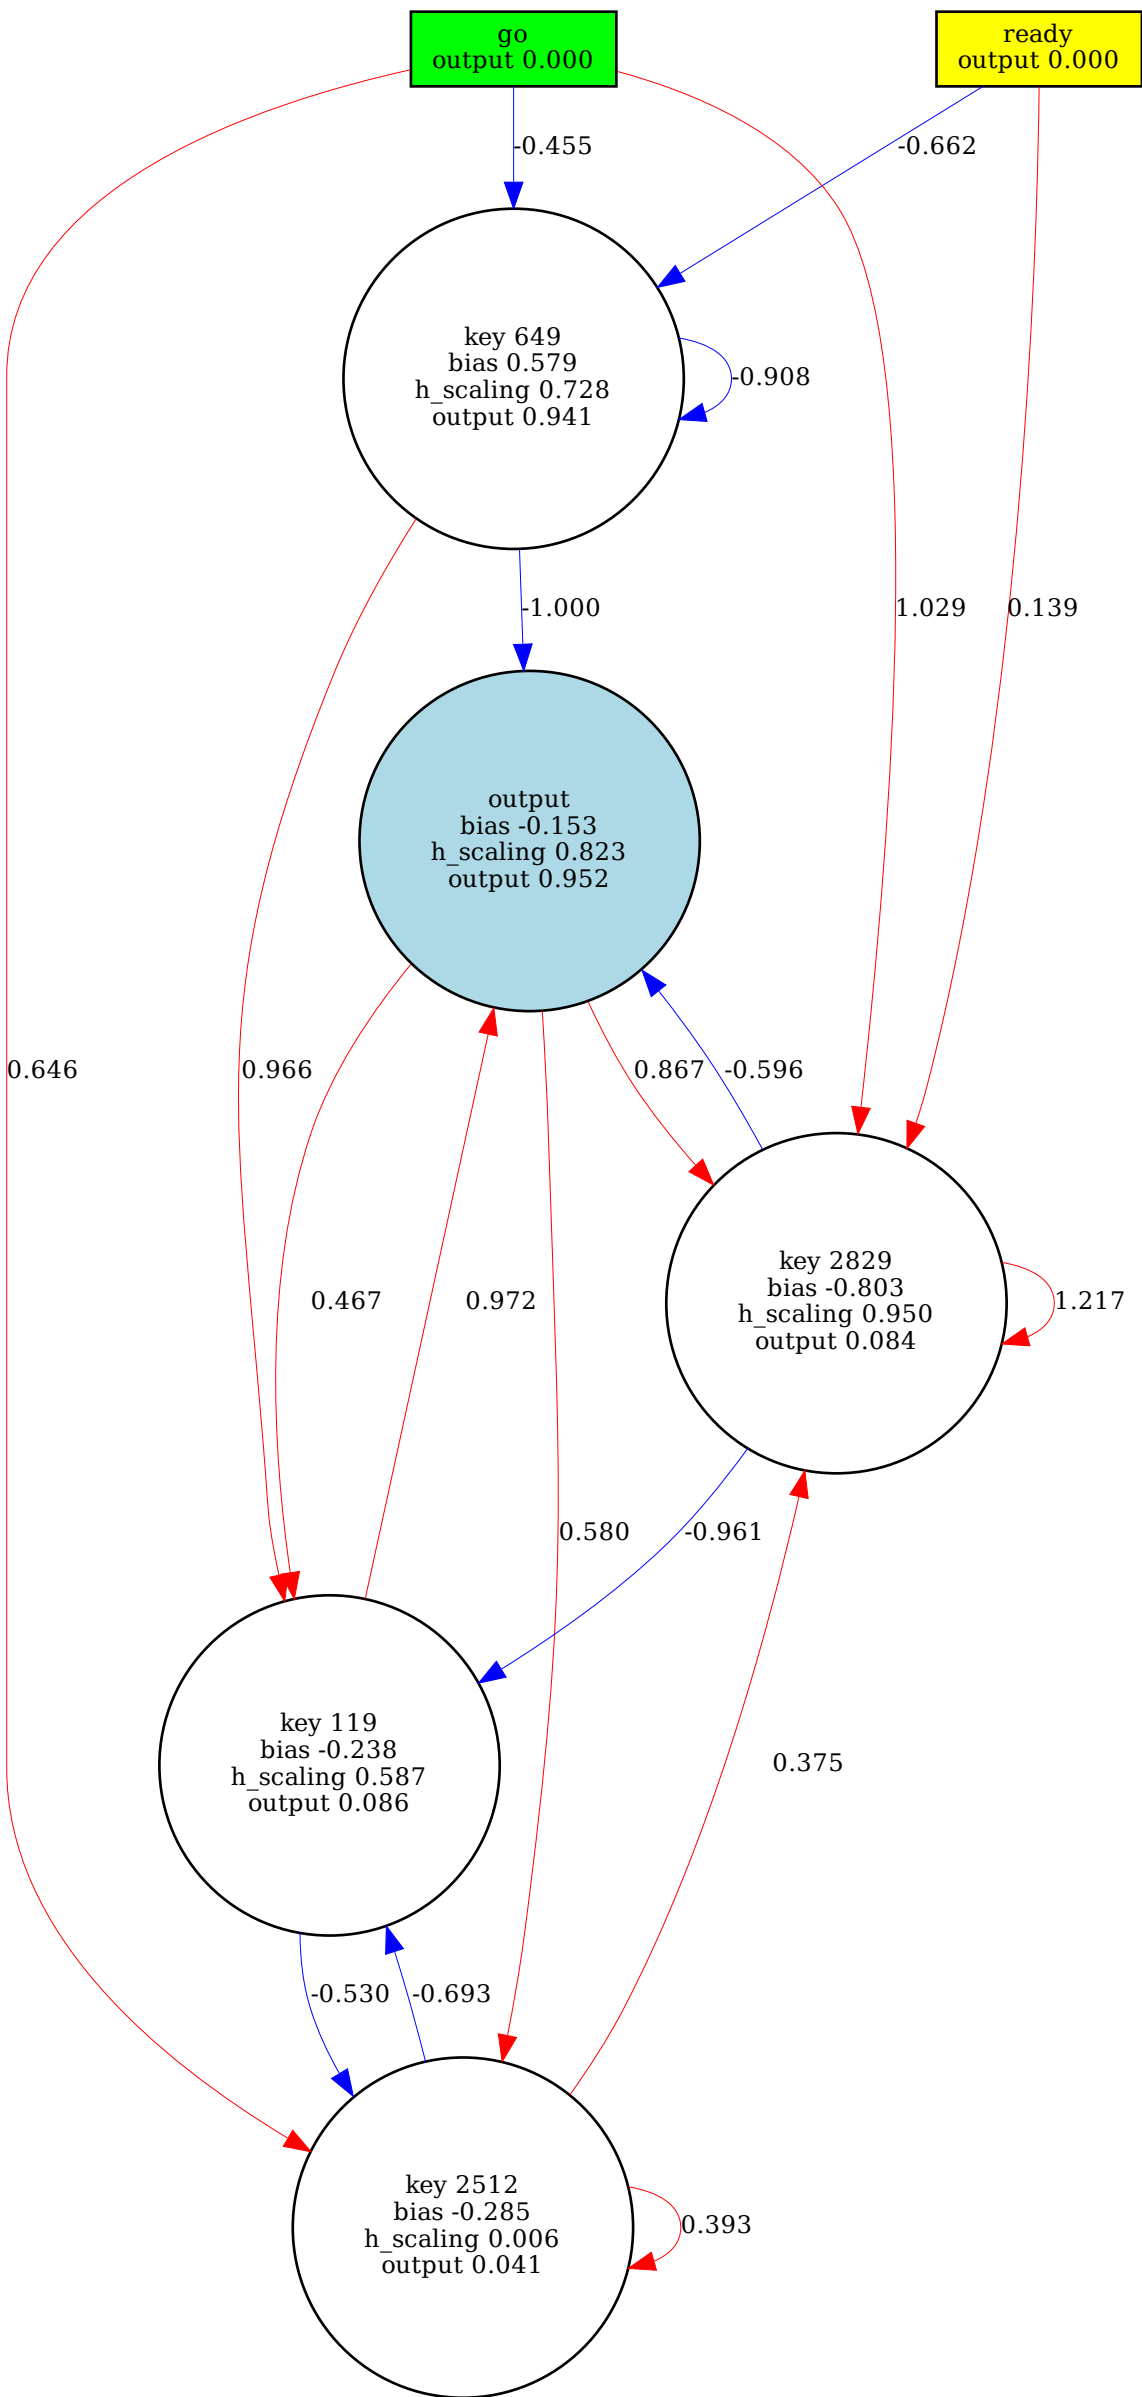 go
output 0.000
ready
output 0.000
-0.455
-0.662
key 649
bias 0.579
h_scaling 0.728
output 0.941
-0.908
-1.000
1.029
0.139
output
bias -0.153
h_scaling 0.823
output 0.952
0.646
0.966
0.867
-0.596
0.467
0.972
key 2829
bias -0.803
h_scaling 0.950
output 0.084
1.217
0.580
-0.961
key 119
bias -0.238
h_scaling 0.587
output 0.086
0.375
-0.530
-0.693
key 2512
bias -0.285
h_scaling 0.006
output 0.041
0.393